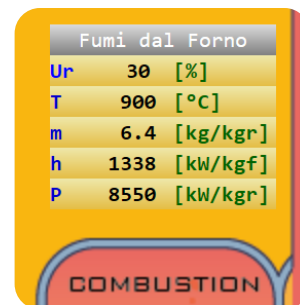 Fumi dal Forno
Ur 30 [%]
T 900 [°C]
m 6.4 [kg/kgr]
h 1338 [kW/kgf]
P 8550 [kW/kgr]
COMBUSTION